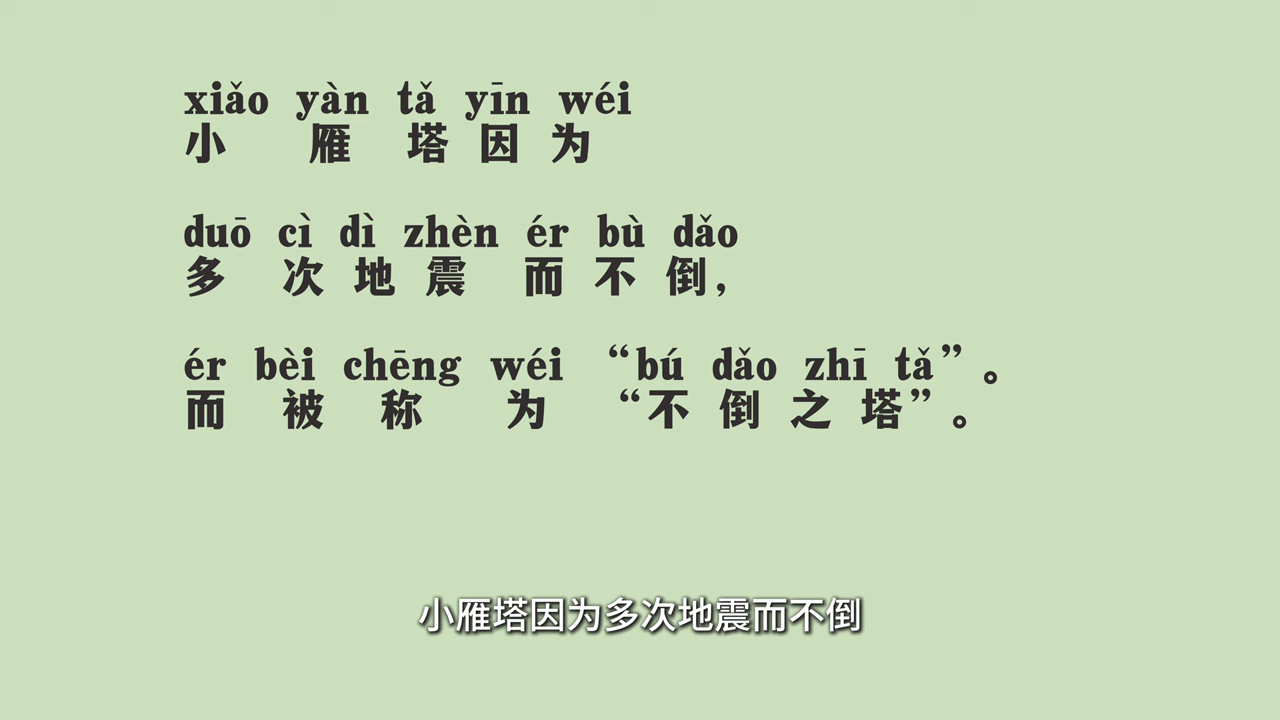 xiǎo yàn tǎ yīn wéi
小 雁 塔 因 为
duō cì dì zhèn ér bù dǎo
多 次 地 震 而 不 倒，
ér bèi chēng wéi “bú dǎo zhī tǎ”。
而 被 称 为 “不 倒 之 塔”。
小雁塔因为多次地震而不倒